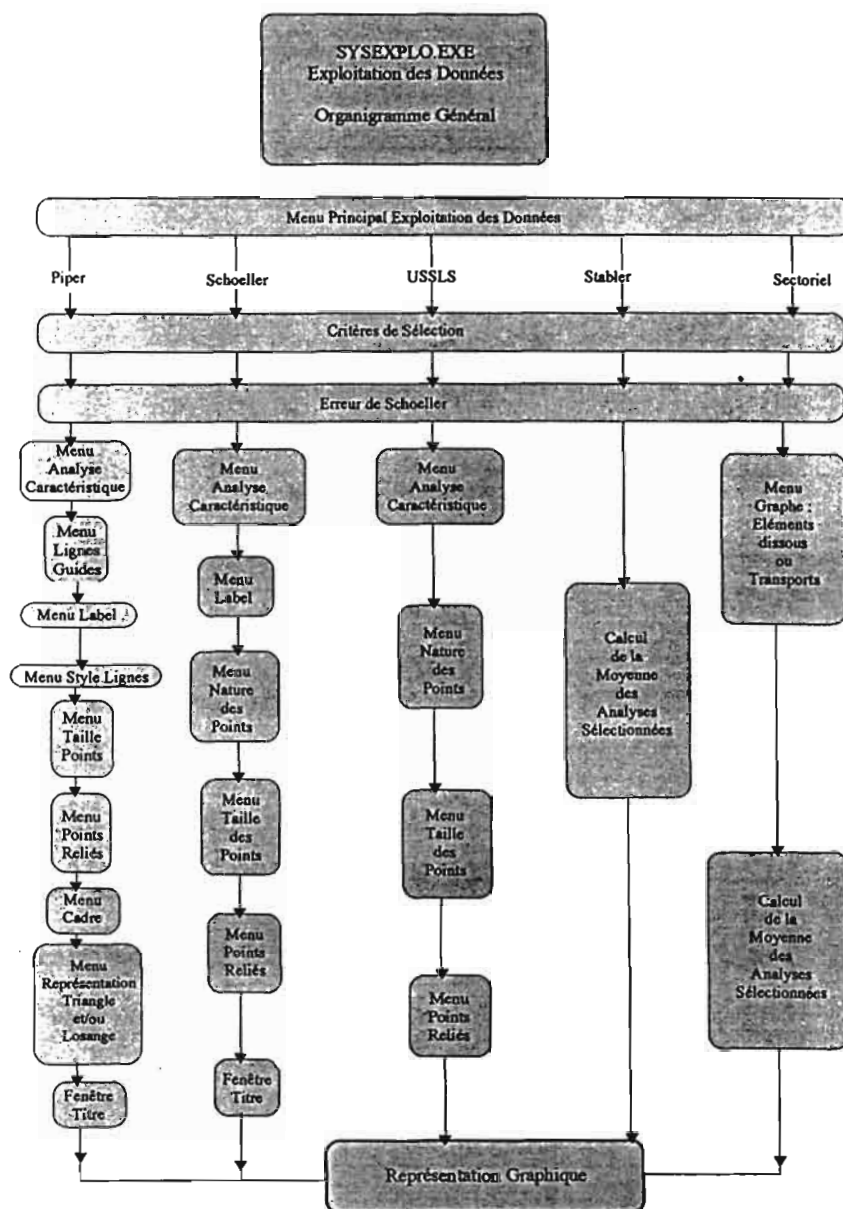 SYSEXPLO.EXE
Exploitation des Données
Organigramme Général
Menu Principal Exploitation des Données
Piper
Schoeller
USSLS
Stabler
Sectoriel
Critères de Sélection
Erreur de Schoeller
Menu
Analyse
Caractéristique
Menu
Lignes
Guides
Menu Label
Menu Style Lignes
Menu
Taille
Points
Menu
Points
Reliés
Menu
Cadre
Menu
Représentation
Triangle
et/ou
Losange
Fenêtre
Titre
Menu
Analyse
Caractéristique
Menu
Label
Menu
Nature
des
Points
Menu
Taille
des
Points
Menu
Points
Reliés
Fenêtre
Titre
Menu
Analyse
Caractéristique
Menu
Nature
des
Points
Menu
Taille
des
Points
Menu
Points
Reliés
Calcul
de la
Moyenne
des
Analyses
Sélectionnées
Menu
Graphe :
Eléments
dissous
ou
Transports
Calcul
de la
Moyenne
des
Analyses
Sélectionnées
Représentation Graphique